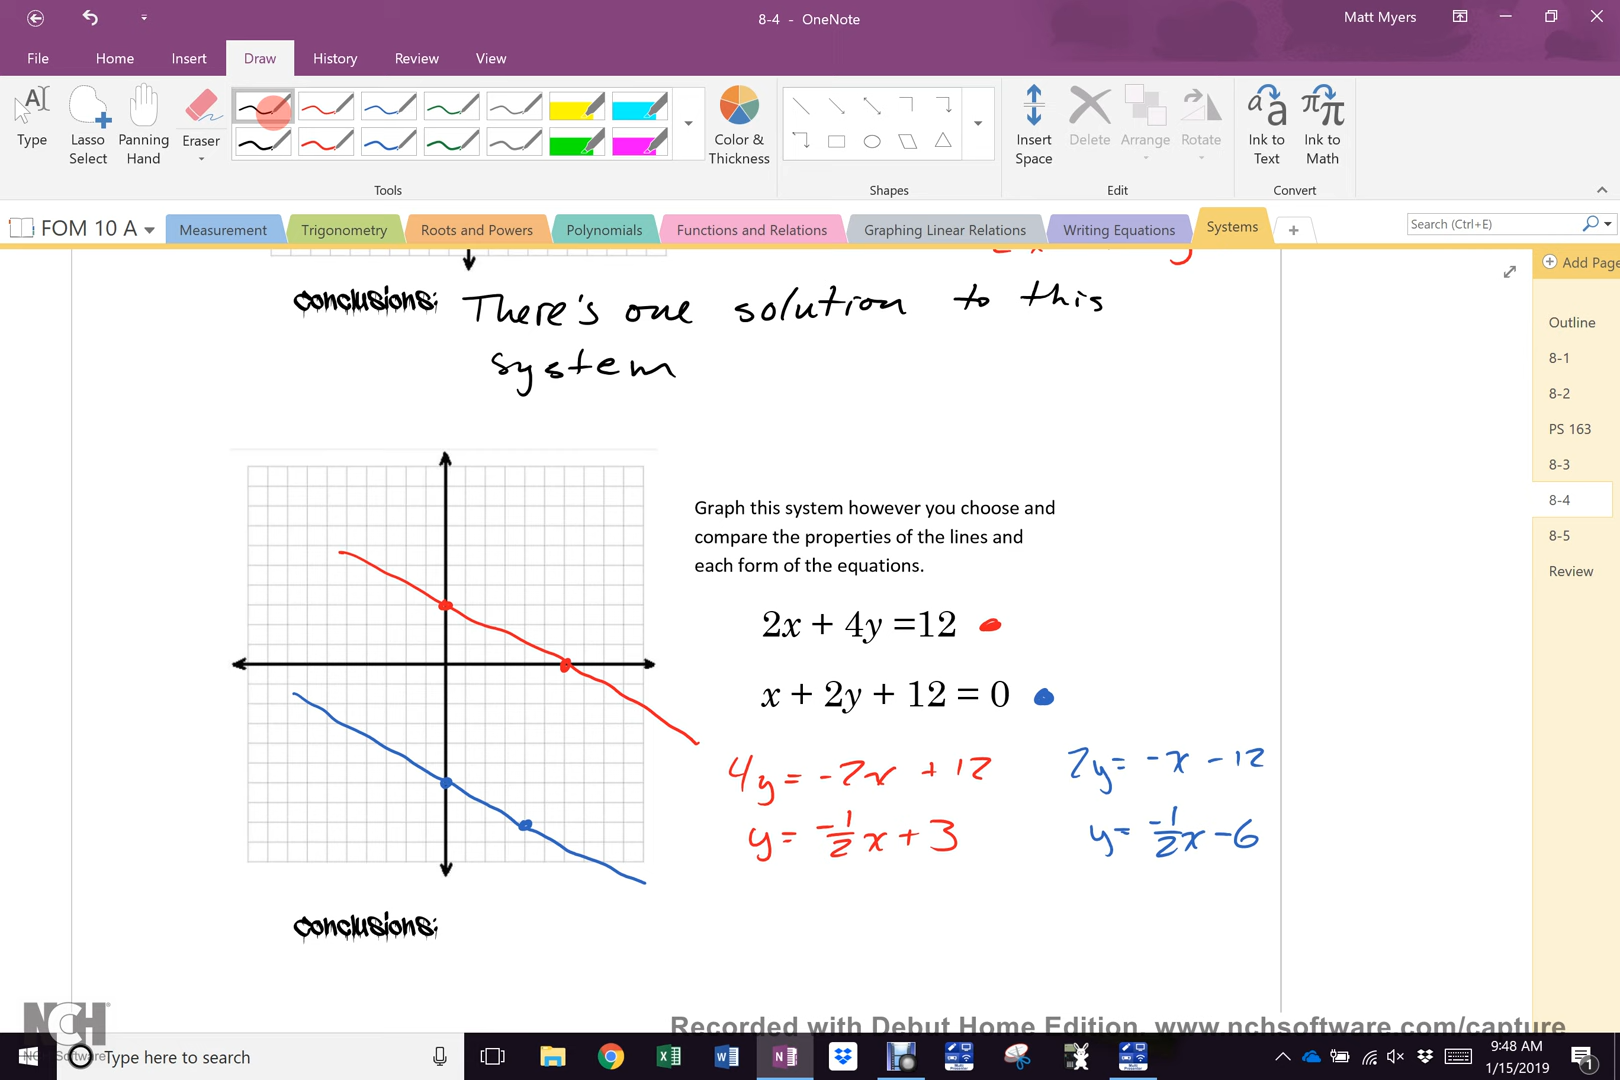 8-4 - OneNote
Matt Myers
File Home Insert Draw History Review View
Type
Lasso Select
Panning Hand
Eraser
Color & Thickness
Insert Space
Delete
Arrange
Rotate
Ink to Text
Ink to Math
Tools
Shapes
Edit
Convert
FOM 10 A
Measurement
Trigonometry
Roots and Powers
Polynomials
Functions and Relations
Graphing Linear Relations
Writing Equations
Systems
Search (Ctrl+E)
Add Page
Outline
8-1
8-2
PS 163
8-3
8-4
8-5
Review
Conclusions: There's one solution to this
system
Graph this system however you choose and
compare the properties of the lines and
each form of the equations.
2x + 4y =12
x + 2y + 12 = 0
4y = -2x + 12
y = -1/2 x + 3
2y = -x - 12
y = -1/2 x - 6
Conclusions:
NCH
NCH Software
Recorded with Debut Home Edition. www.nchsoftware.com/capture
Type here to search
9:48 AM
1/15/2019